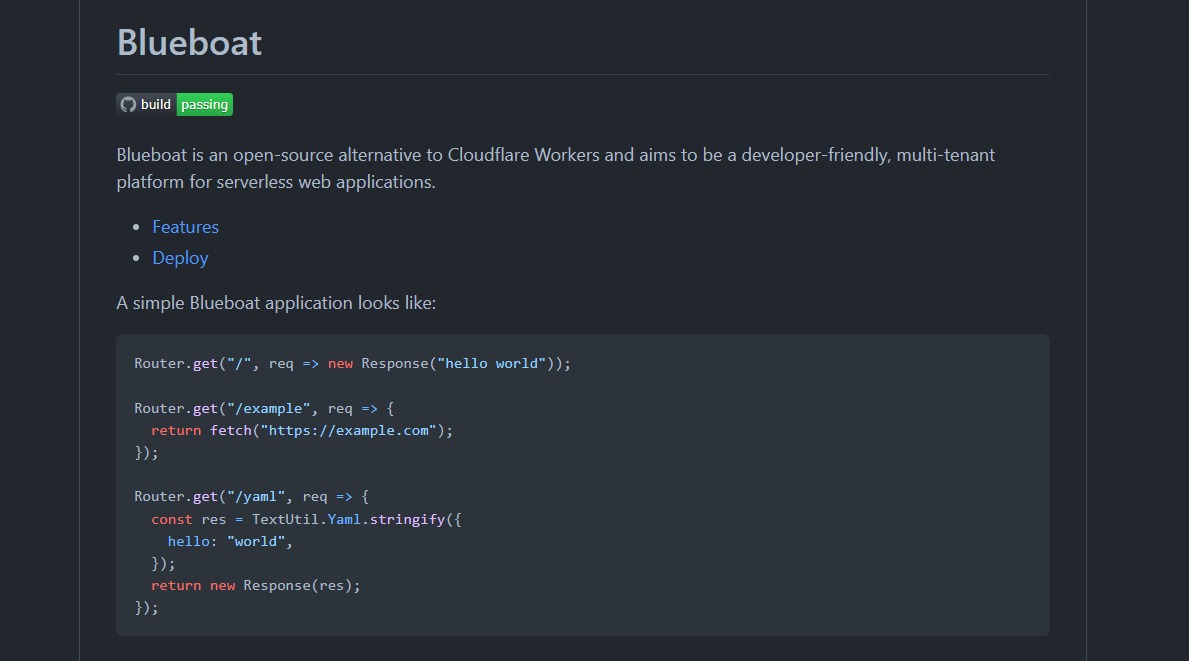 Blueboat
build passing
Blueboat is an open-source alternative to Cloudflare Workers and aims to be a developer-friendly, multi-tenant
platform for serverless web applications.
• Features
• Deploy
A simple Blueboat application looks like:
Router.get("/", req => new Response("hello world"));

Router.get("/example", req => {
  return fetch("https://example.com");
});

Router.get("/yaml", req => {
  const res = TextUtil.Yaml.stringify({
    hello: "world",
  });
  return new Response(res);
});